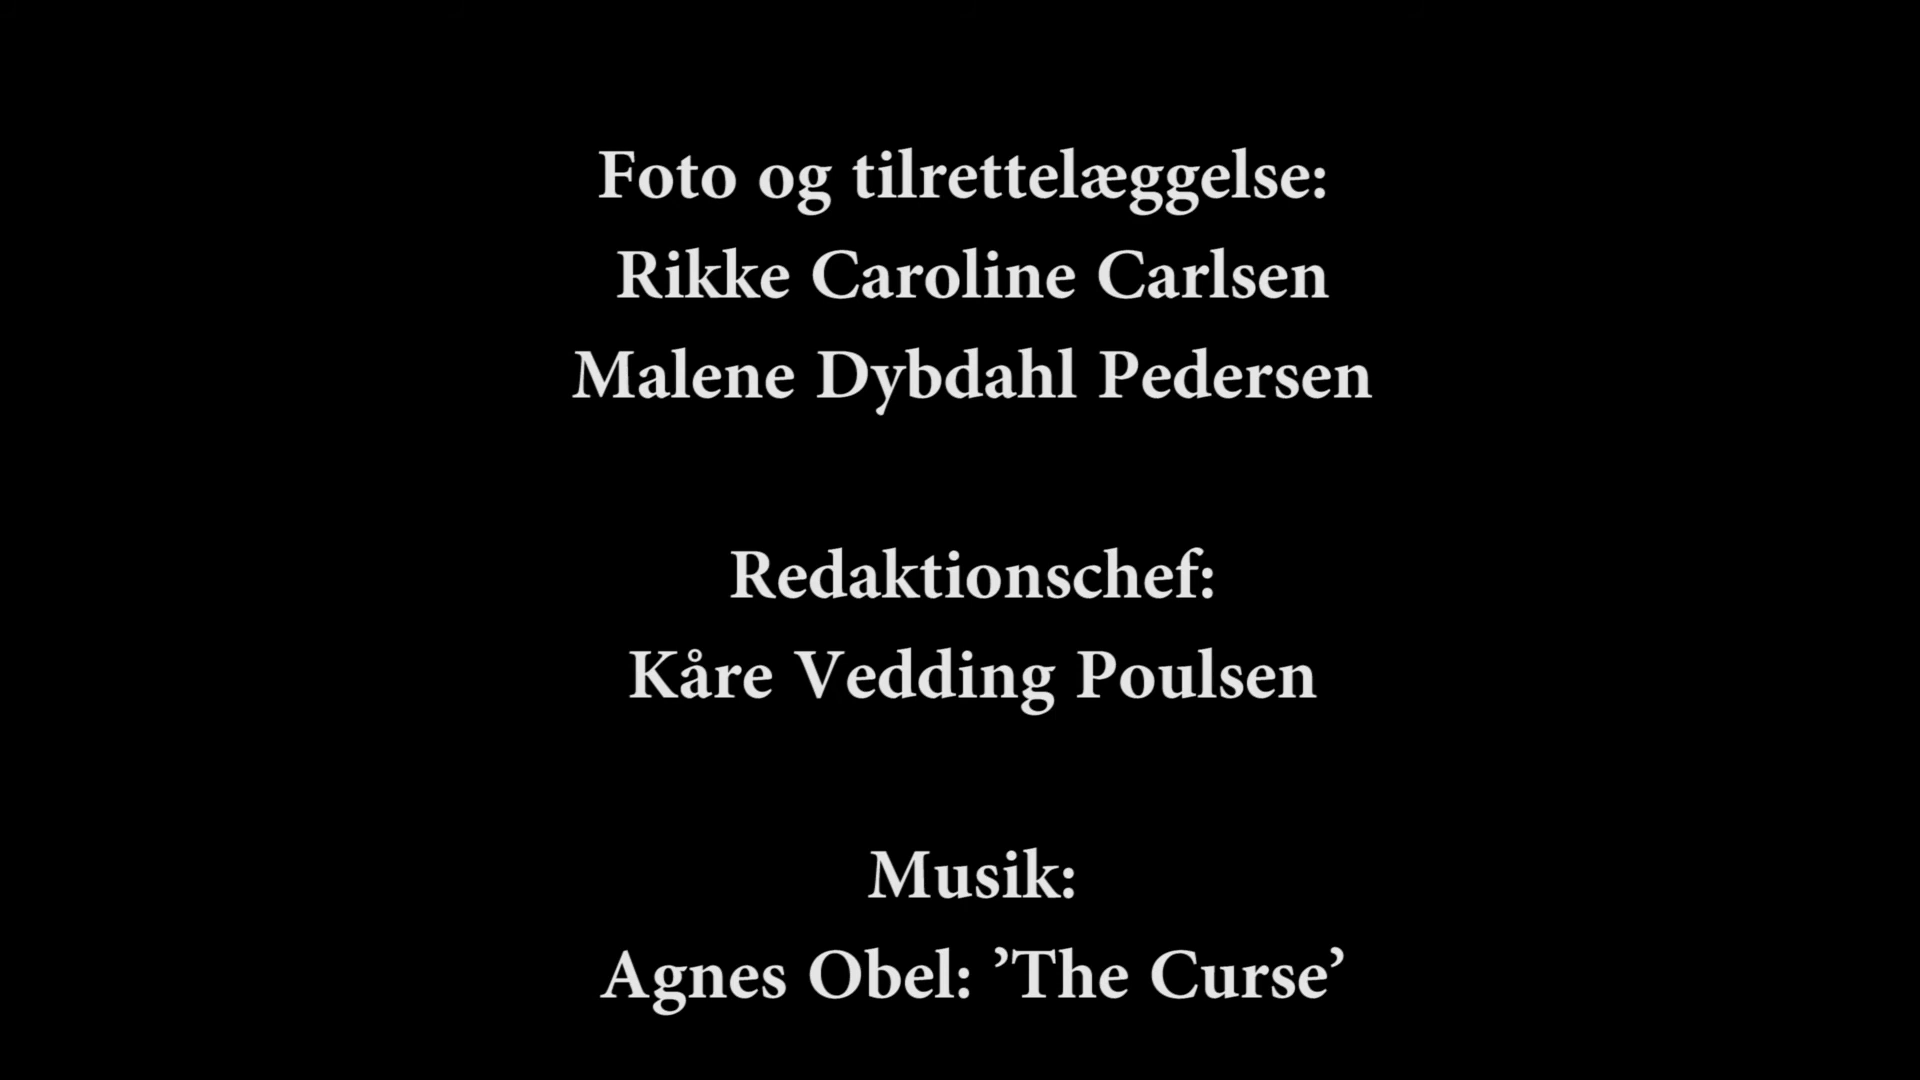 Foto og tilrettelæggelse:
Rikke Caroline Carlsen
Malene Dybdahl Pedersen
Redaktionschef:
Kåre Vedding Poulsen
Musik:
Agnes Obel: ’The Curse’